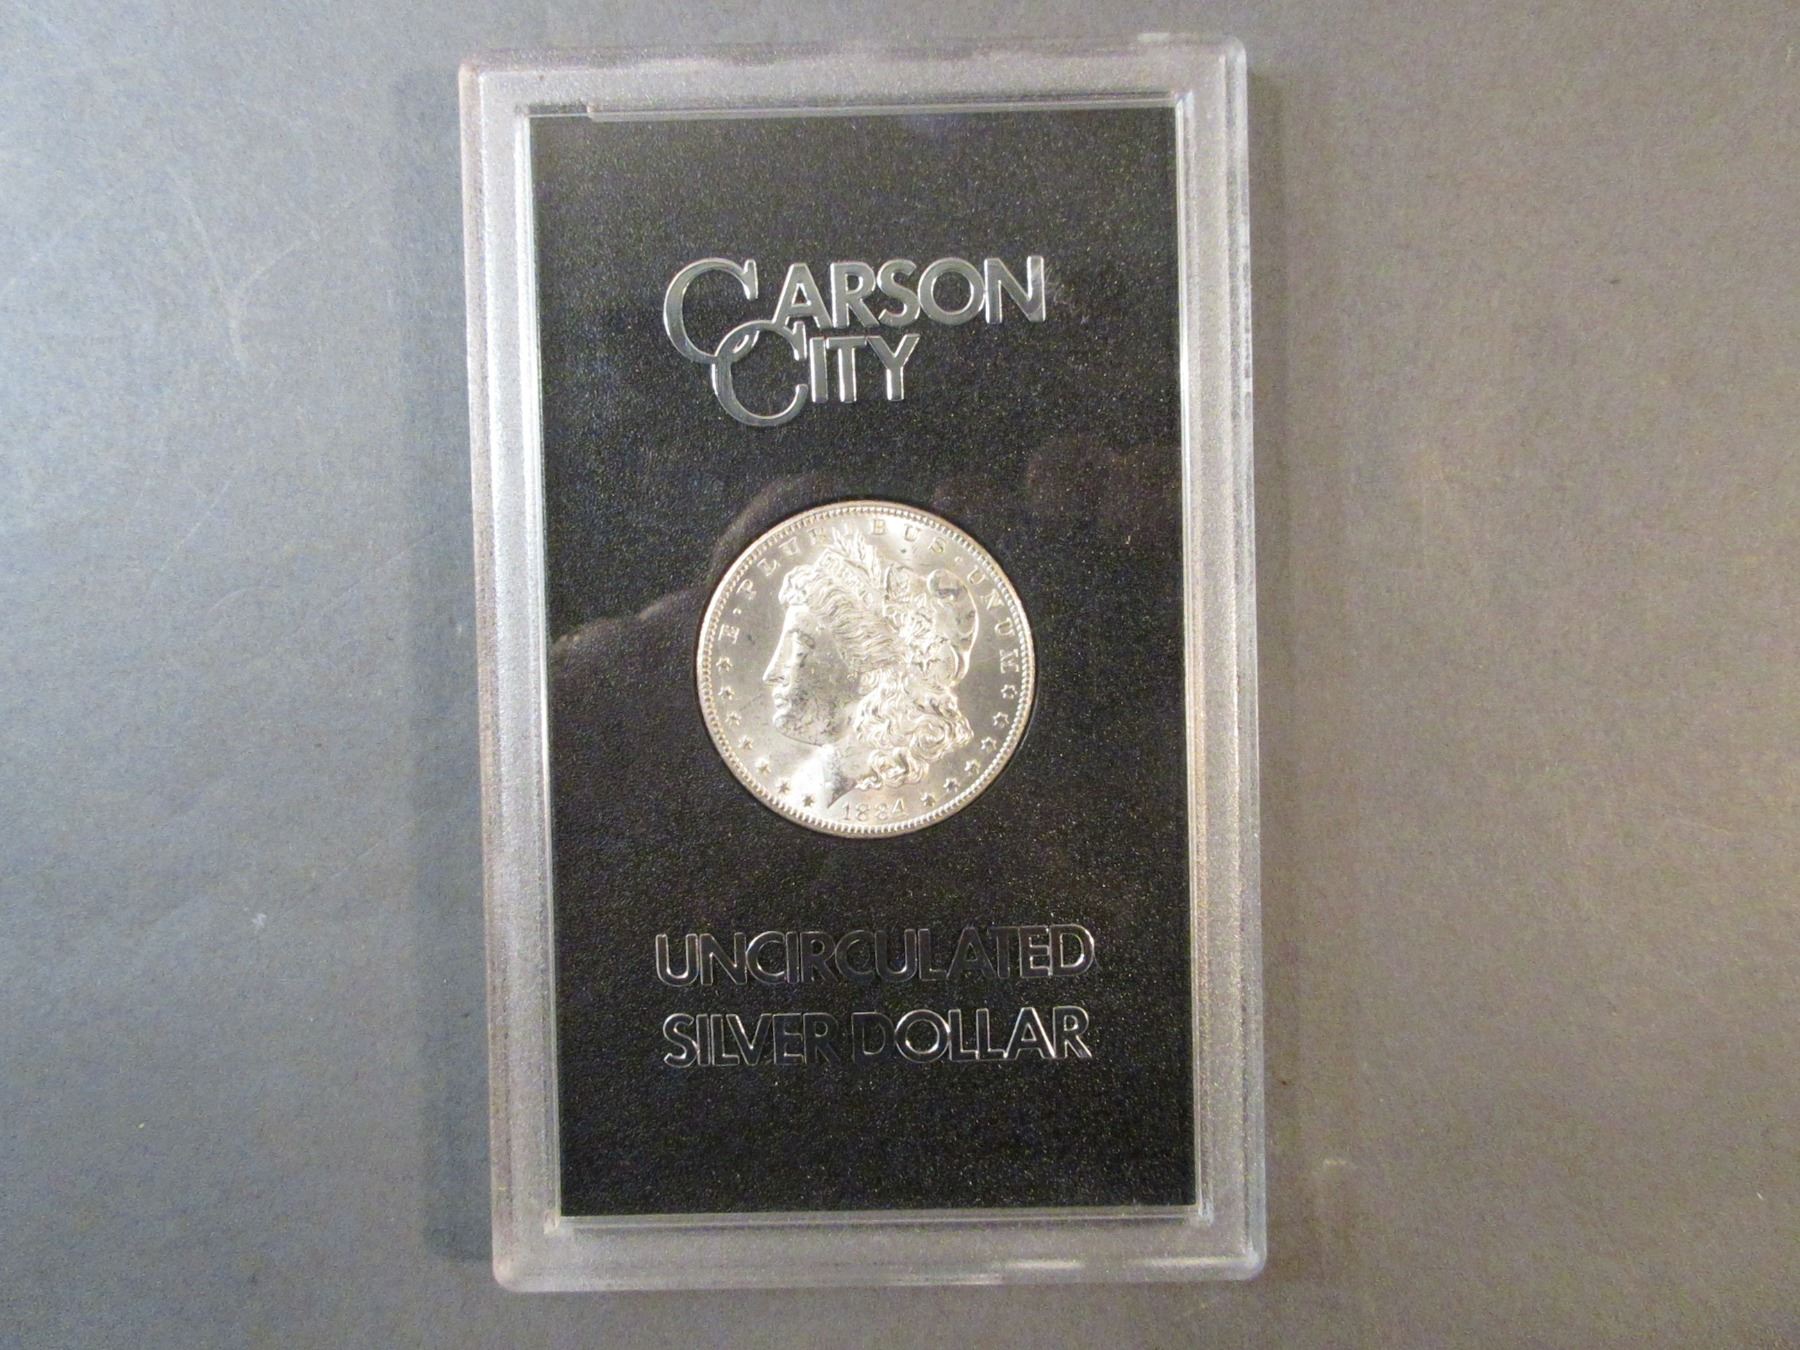 CARSON
CITY
E·PLURIBUS·UNUM
1884
UNCIRCULATED
SILVER DOLLAR